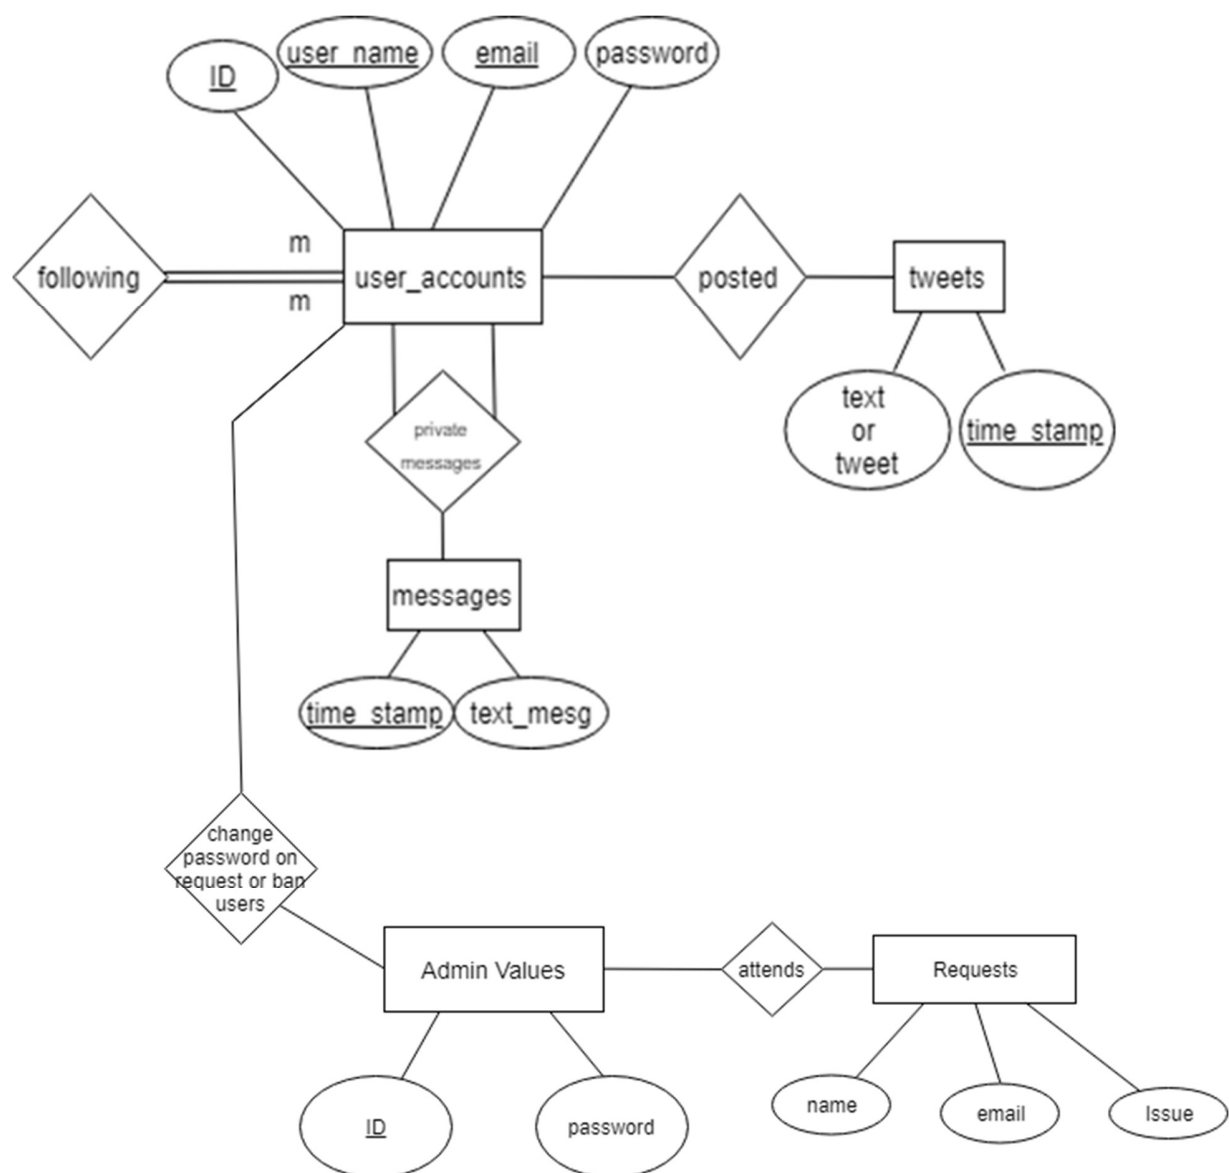 ID
user_name
email
password
following
m
m
user_accounts
posted
tweets
text
or
tweet
time_stamp
private
messages
messages
time_stamp
text_mesg
change
password on
request or ban
users
Admin Values
attends
Requests
ID
password
name
email
Issue